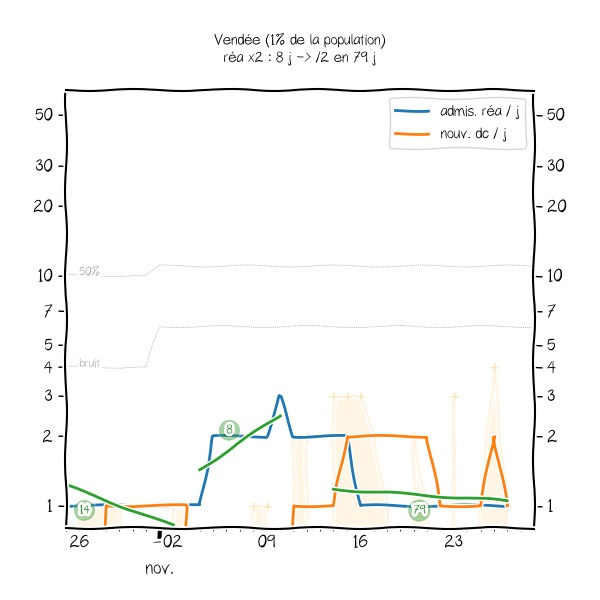 Vendée (1% de la population)
réa x2 : 8 j -> /2 en 79 j
admis. réa / j
nouv. dc / j
50 50
30 30
20 20
50%
10 10
7 7
5 5
bruit
4 4
3 3
8
2 2
14 79
1 1
26 02 09 16 23
nov.